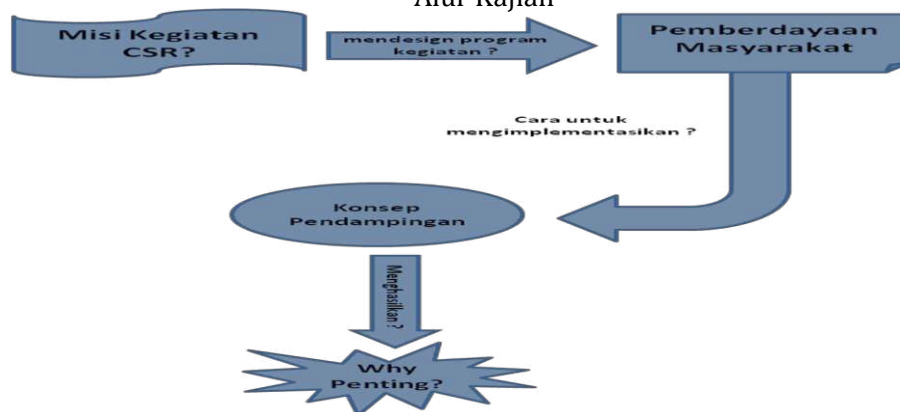 Alur Kajian
Misi Kegiatan
CSR?
mendesign program
kegiatan ?
Pemberdayaan
Masyarakat
Cara untuk
mengimplementasikan ?
Konsep
Pendampingan
Menghasilkan ?
Why
Penting?